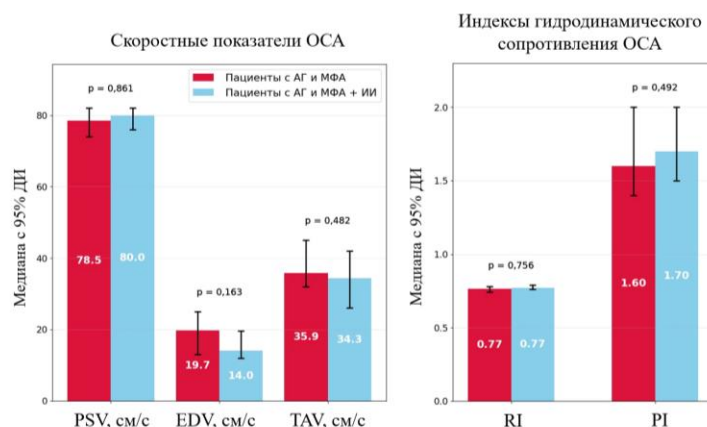 Скоростные показатели ОСА
Пациенты с АГ и МФА
Пациенты с АГ и МФА + ИИ
p = 0,861
p = 0,163
p = 0,482
Медиана с 95% ДИ
80
60
40
20
0
78.5
80.0
19.7
14.0
35.9
34.3
PSV, см/с
EDV, см/с
TAV, см/с
Индексы гидродинамического
сопротивления ОСА
p = 0,492
p = 0,756
Медиана с 95% ДИ
2.0
1.5
1.0
0.5
0.0
0.77
0.77
1.60
1.70
RI
PI